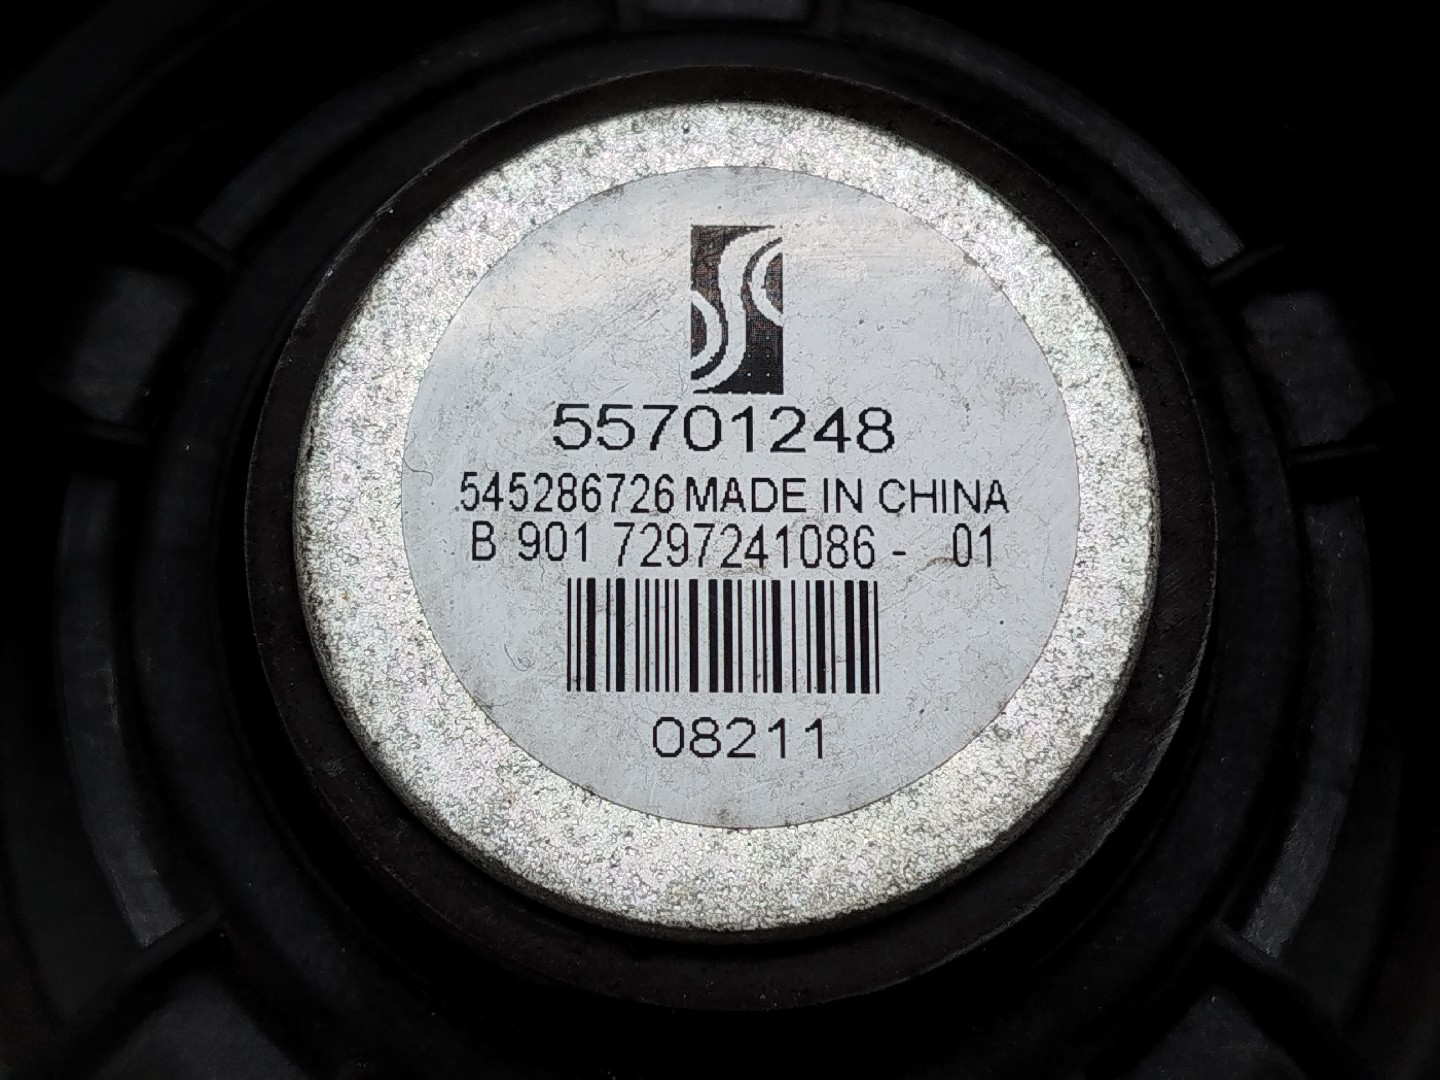 55701248
545286726 MADE IN CHINA
B 901 7297241086 - 01
08211